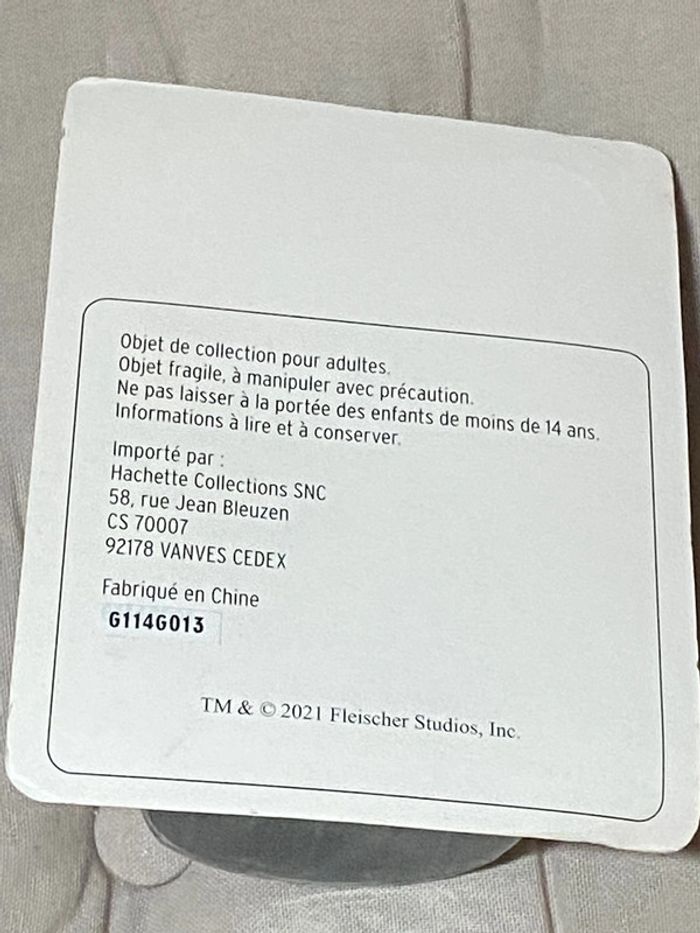 Objet de collection pour adultes.
Objet fragile, à manipuler avec précaution.
Ne pas laisser à la portée des enfants de moins de 14 ans.
Informations à lire et à conserver.
Importé par :
Hachette Collections SNC
58, rue Jean Bleuzen
CS 70007
92178 VANVES CEDEX
Fabriqué en Chine
G114G013
TM & © 2021 Fleischer Studios, Inc.